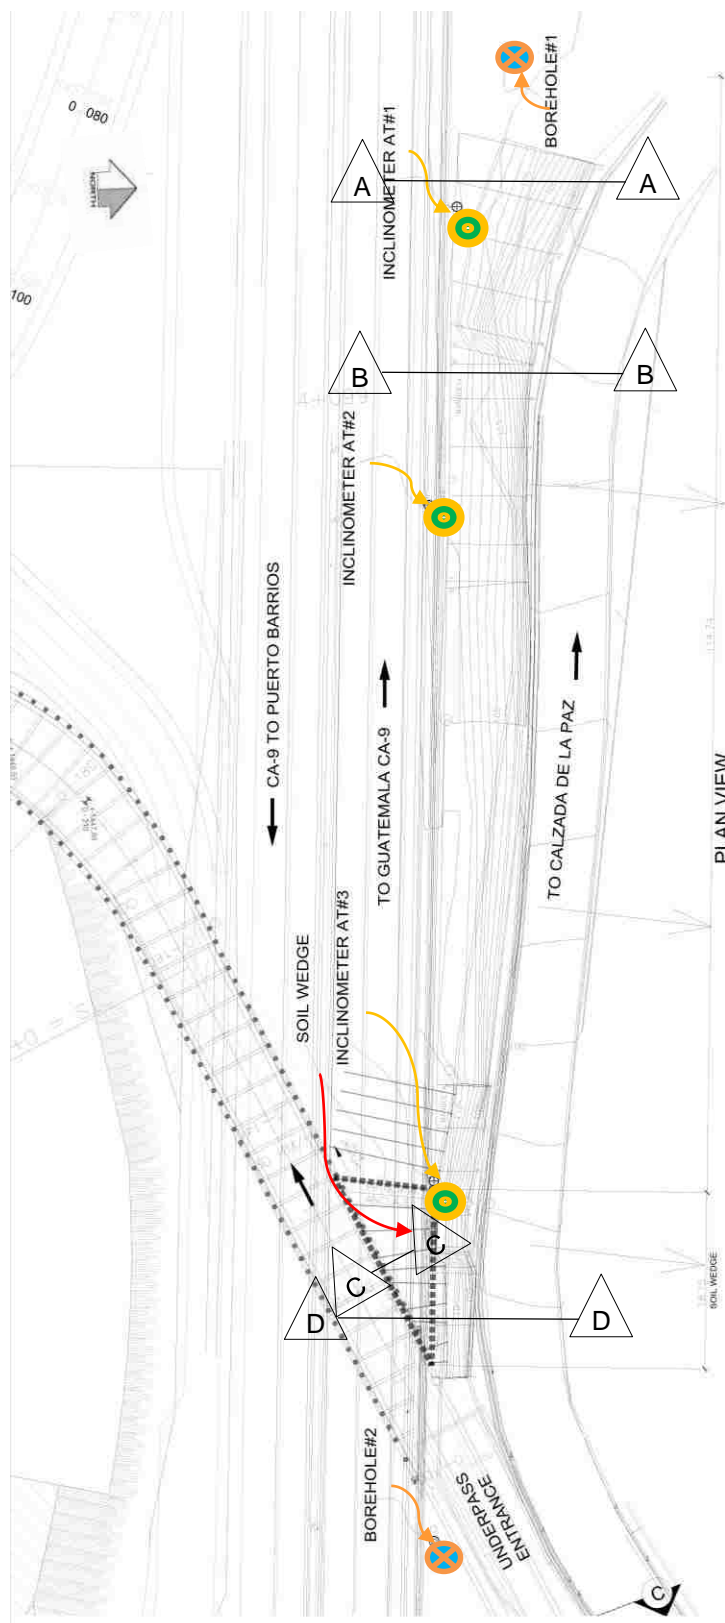 BOREHOLE#1
0 080
NORTH
INCLINOMETER AT#1
A
A
100
B
B
INCLINOMETER AT#2
CA-9 TO PUERTO BARRIOS
TO GUATEMALA CA-9
TO CALZADA DE LA PAZ
PLAN VIEW
SOIL WEDGE
INCLINOMETER AT#3
C
C
D
D
SOIL WEDGE
BOREHOLE#2
UNDERPASS
ENTRANCE
C